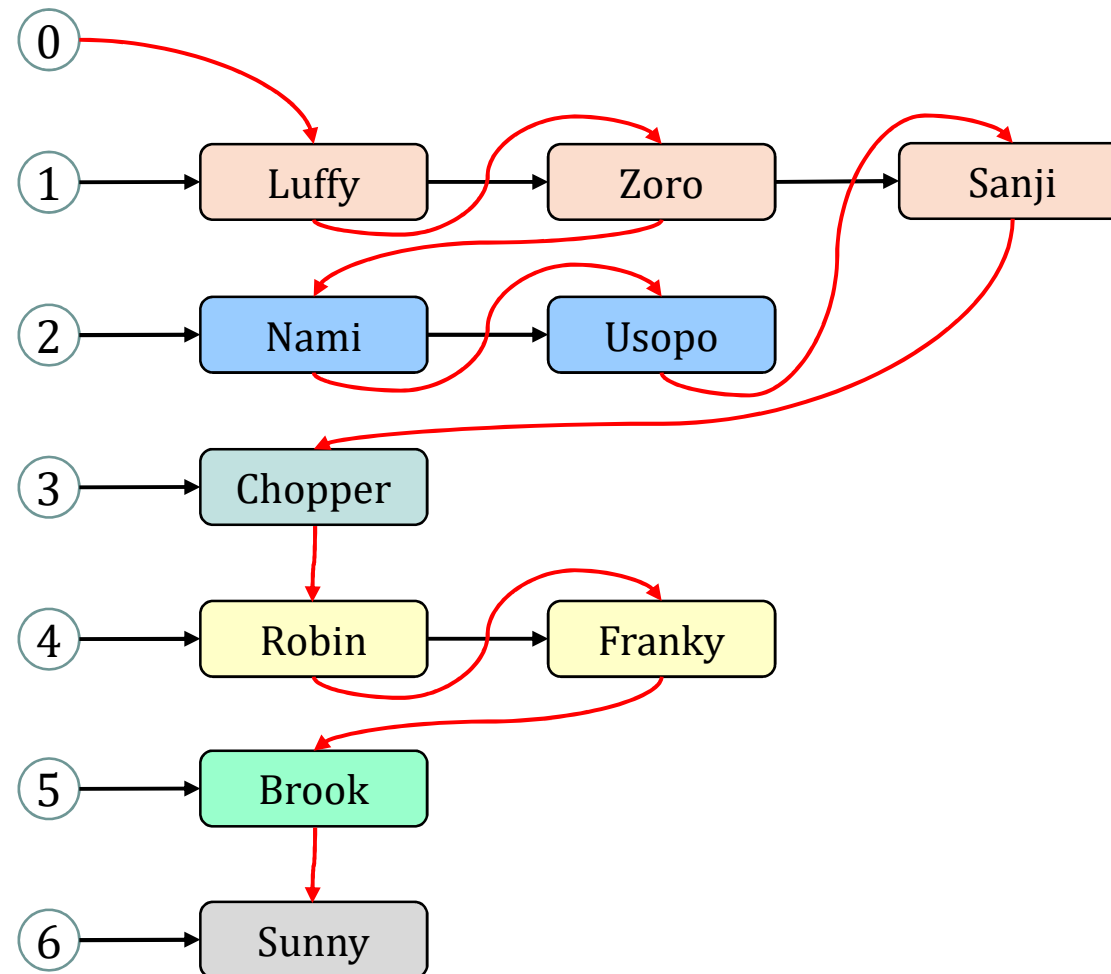 0
1 Luffy Zoro Sanji
2 Nami Usopo
3 Chopper
4 Robin Franky
5 Brook
6 Sunny